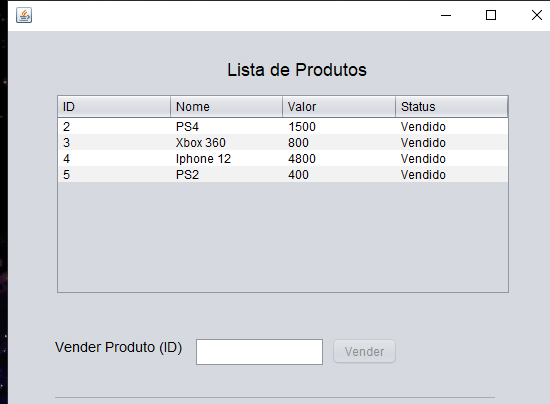 Lista de Produtos
ID Nome Valor Status
2 PS4 1500 Vendido
3 Xbox 360 800 Vendido
4 Iphone 12 4800 Vendido
5 PS2 400 Vendido
Vender Produto (ID) Vender